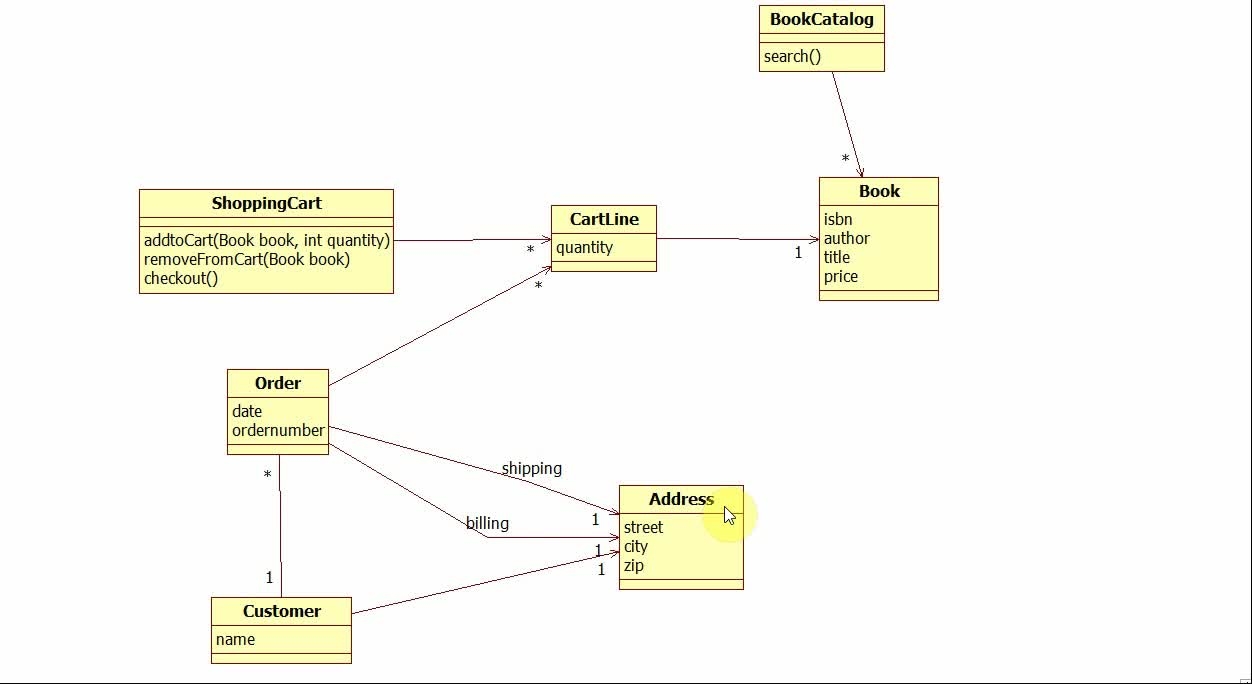 BookCatalog
search()
*
Book
isbn
author
title
price
ShoppingCart
addtoCart(Book book, int quantity)
removeFromCart(Book book)
checkout()
CartLine
quantity
*
1
*
Order
date
ordernumber
*
shipping
billing
1
1
1
Address
street
city
zip
1
Customer
name